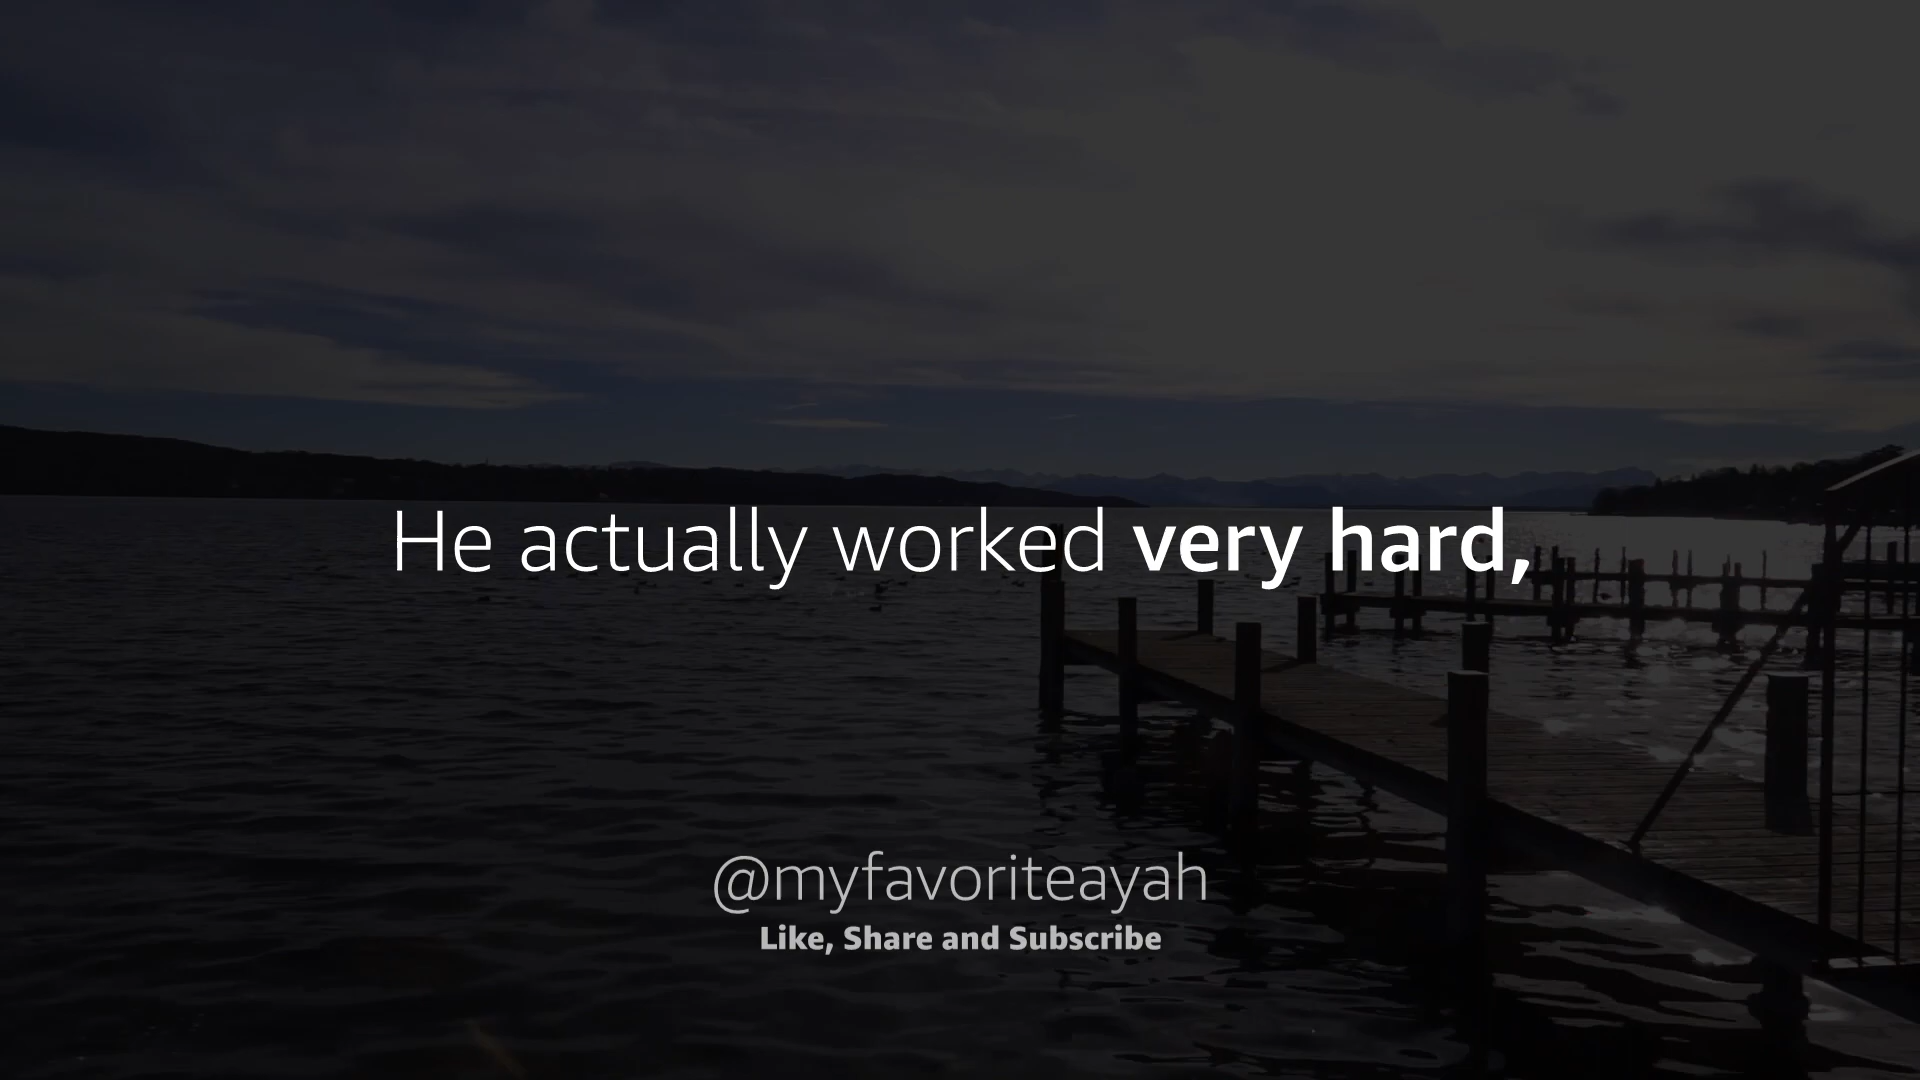 He actually worked very hard,
@myfavoriteayah
Like, Share and Subscribe